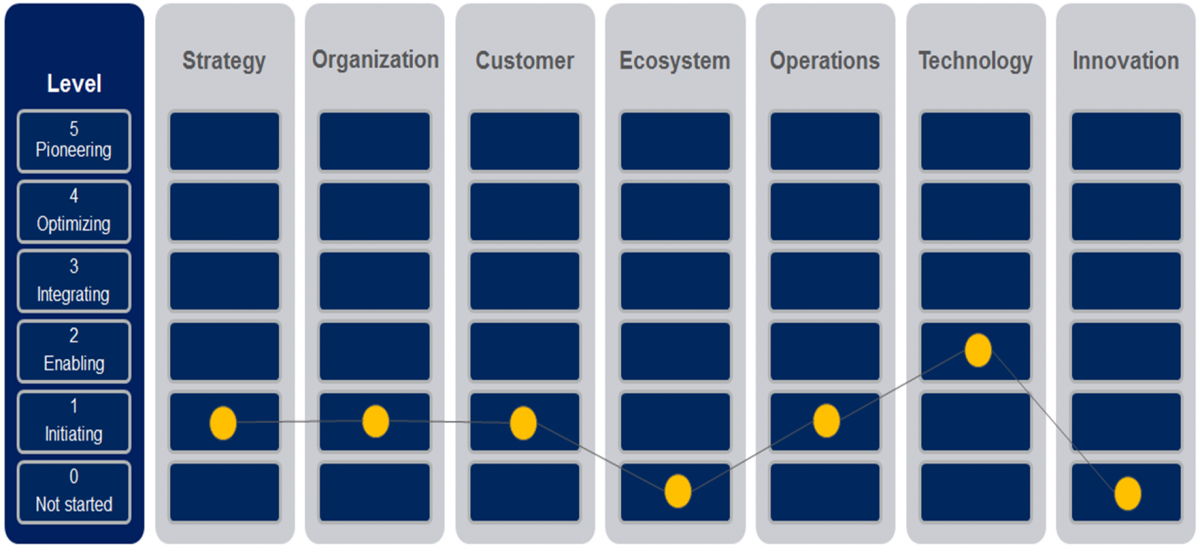 Level
Strategy
Organization
Customer
Ecosystem
Operations
Technology
Innovation
5
Pioneering
4
Optimizing
3
Integrating
2
Enabling
1
Initiating
0
Not started